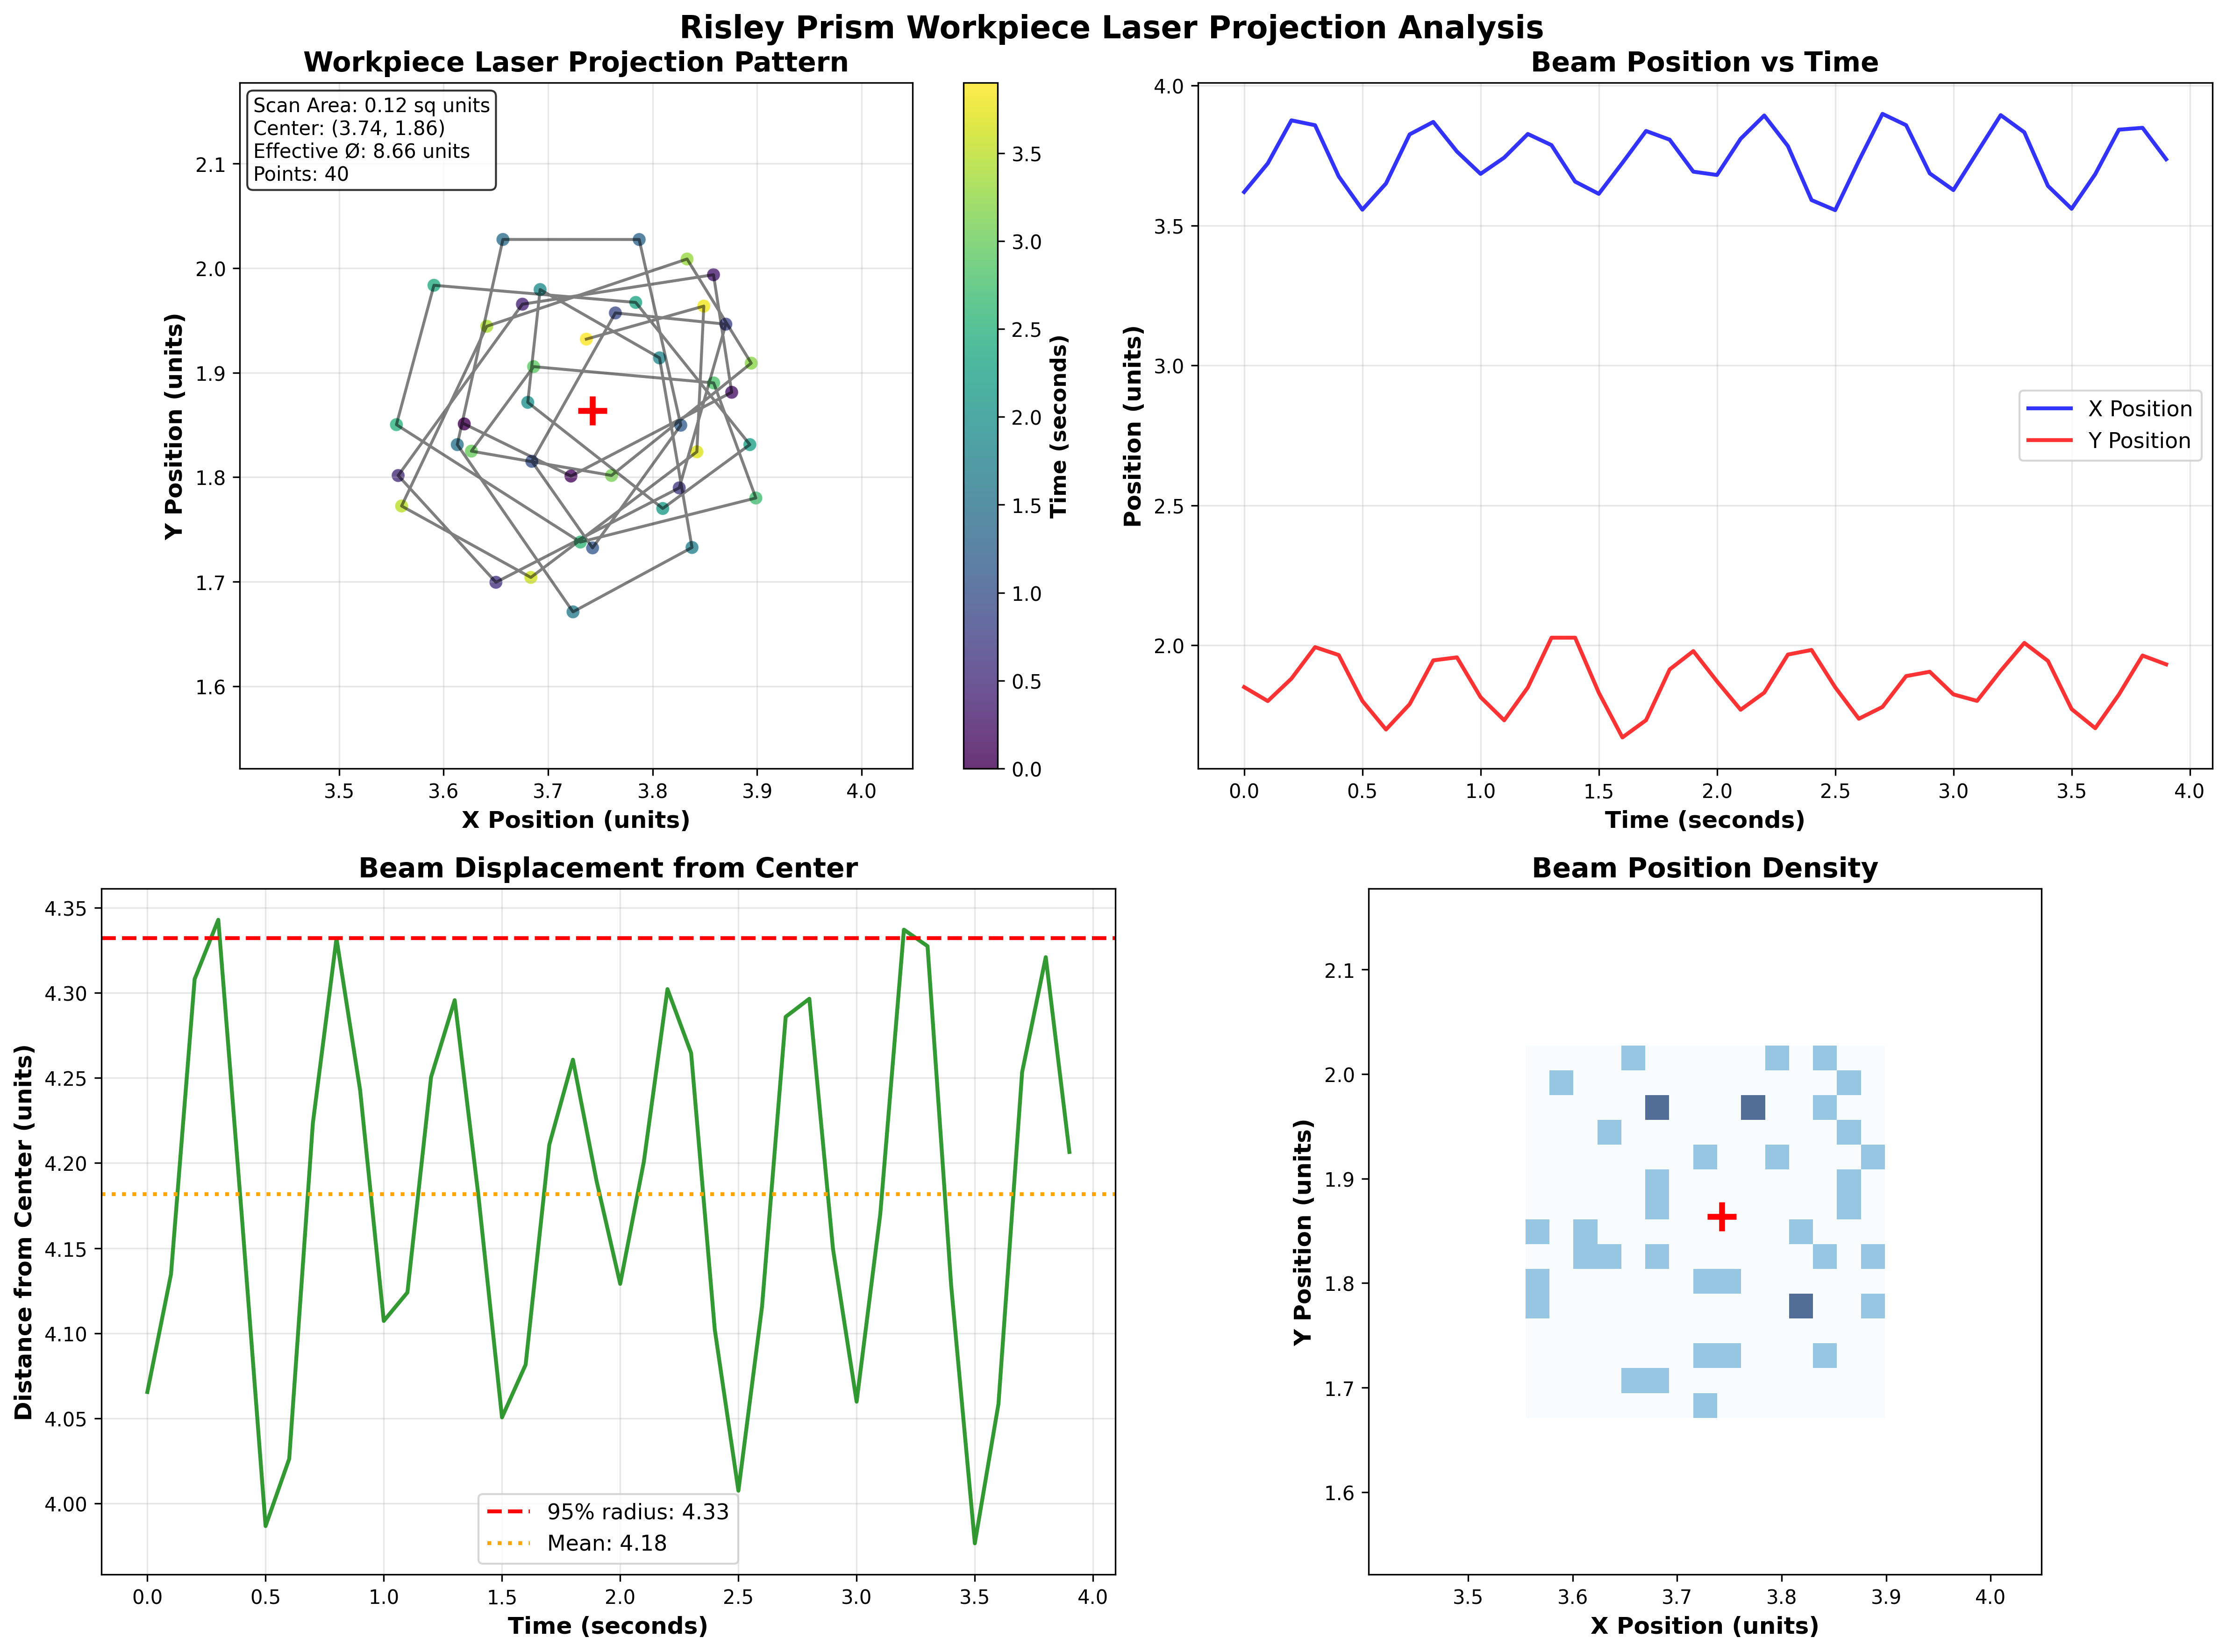 Risley Prism Workpiece Laser Projection Analysis
Workpiece Laser Projection Pattern
Scan Area: 0.12 sq units
Center: (3.74, 1.86)
Effective Ø: 8.66 units
Points: 40
2.1
2.0
1.9
1.8
1.7
1.6
Y Position (units)
3.5
3.6
3.7
3.8
3.9
4.0
X Position (units)
3.5
3.0
2.5
2.0
1.5
1.0
0.5
0.0
Time (seconds)
Beam Position vs Time
4.0
3.5
3.0
2.5
2.0
Position (units)
X Position
Y Position
0.0
0.5
1.0
1.5
2.0
2.5
3.0
3.5
4.0
Time (seconds)
Beam Displacement from Center
4.35
4.30
4.25
4.20
4.15
4.10
4.05
4.00
Distance from Center (units)
95% radius: 4.33
Mean: 4.18
0.0
0.5
1.0
1.5
2.0
2.5
3.0
3.5
4.0
Time (seconds)
Beam Position Density
2.1
2.0
1.9
1.8
1.7
1.6
Y Position (units)
3.5
3.6
3.7
3.8
3.9
4.0
X Position (units)